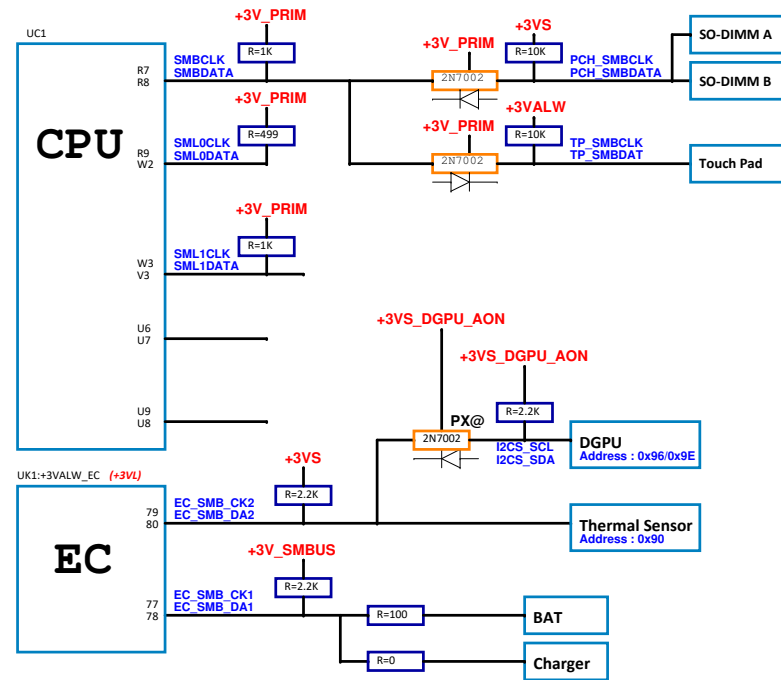 UC1
CPU
R7
R8
SMBCLK
SMBDATA
+3V_PRIM
R=1K
+3V_PRIM
2N7002
+3VS
R=10K
PCH_SMBCLK
PCH_SMBDATA
SO-DIMM A
SO-DIMM B
R9
W2
SML0CLK
SML0DATA
+3V_PRIM
R=499
+3V_PRIM
2N7002
+3VALW
R=10K
TP_SMBCLK
TP_SMBDAT
Touch Pad
W3
V3
SML1CLK
SML1DATA
+3V_PRIM
R=1K
U6
U7
U9
U8
+3VS_DGPU_AON
+3VS_DGPU_AON
R=2.2K
PX@
2N7002
I2CS_SCL
I2CS_SDA
DGPU
Address : 0x96/0x9E
UK1:+3VALW_EC (+3VL)
EC
79
80
EC_SMB_CK2
EC_SMB_DA2
+3VS
R=2.2K
Thermal Sensor
Address : 0x90
77
78
EC_SMB_CK1
EC_SMB_DA1
+3V_SMBUS
R=2.2K
R=100
BAT
R=0
Charger